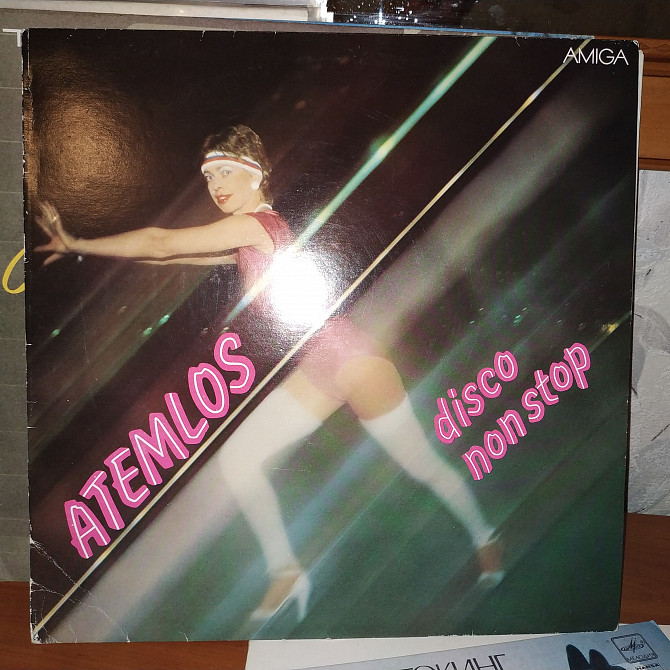 AMIGA
ATEMLOS
disco
non stop